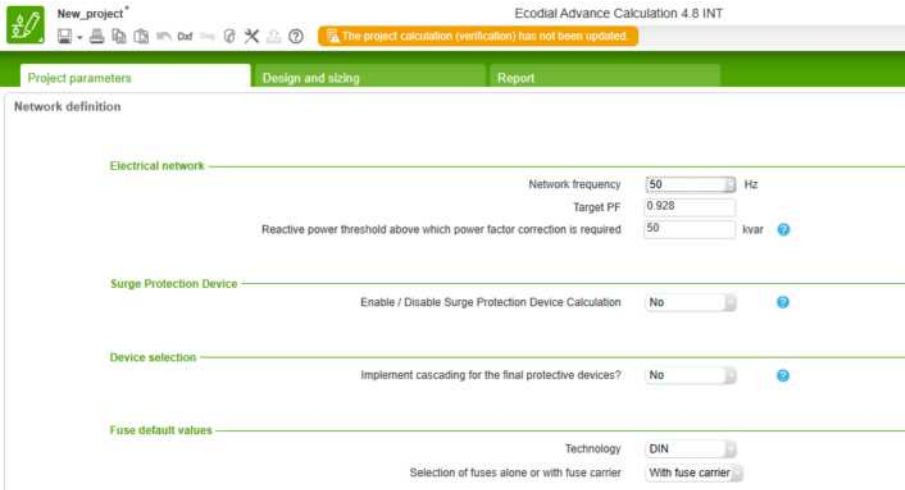 New_project*
Ecodial Advance Calculation 4.8 INT
Dxf
The project calculation (verification) has not been updated.
Project parameters Design and sizing Report
Network definition
Electrical network
Network frequency 50 Hz
Target PF 0.928
Reactive power threshold above which power factor correction is required 50 kvar ?
Surge Protection Device
Enable / Disable Surge Protection Device Calculation No ?
Device selection
Implement cascading for the final protective devices? No ?
Fuse default values
Technology DIN
Selection of fuses alone or with fuse carrier With fuse carrier